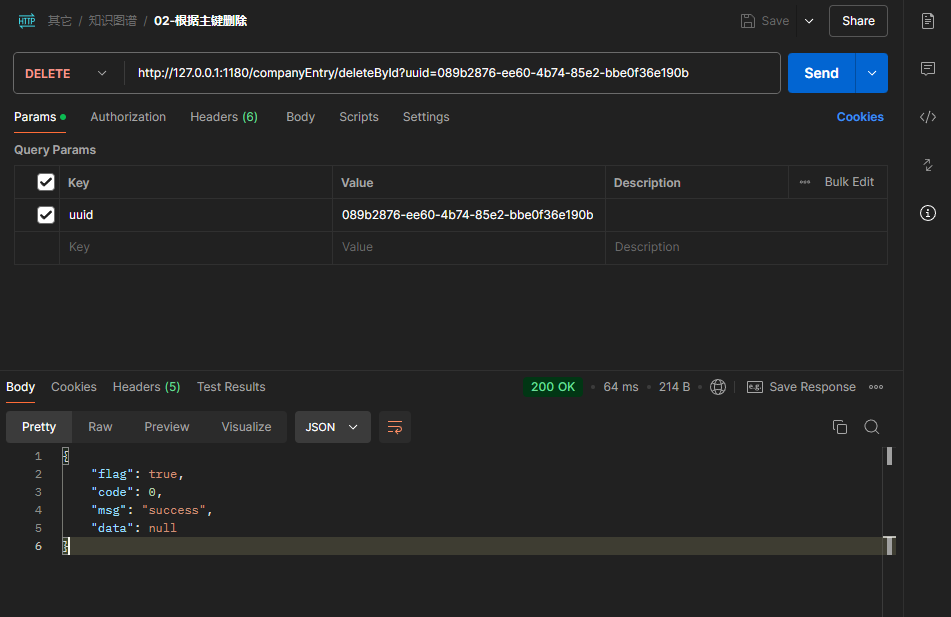 HTTP 其它 / 知识图谱 / 02-根据主键删除 Save Share
DELETE http://127.0.0.1:1180/companyEntry/deleteById?uuid=089b2876-ee60-4b74-85e2-bbe0f36e190b Send
Params Authorization Headers (6) Body Scripts Settings Cookies
Query Params
Key Value Description Bulk Edit
uuid 089b2876-ee60-4b74-85e2-bbe0f36e190b
Key Value Description
Body Cookies Headers (5) Test Results 200 OK 64 ms 214 B e.g. Save Response
Pretty Raw Preview Visualize JSON
1 {
2 "flag": true,
3 "code": 0,
4 "msg": "success",
5 "data": null
6 }